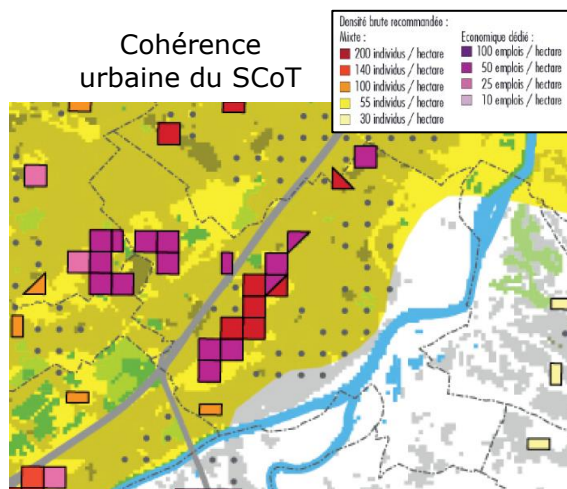 Cohérence
urbaine du SCoT
Densité brute recommandée :
Mixte :
200 individus / hectare
140 individus / hectare
100 individus / hectare
55 individus / hectare
30 individus / hectare
Economique dédié :
100 emplois / hectare
50 emplois / hectare
25 emplois / hectare
10 emplois / hectare